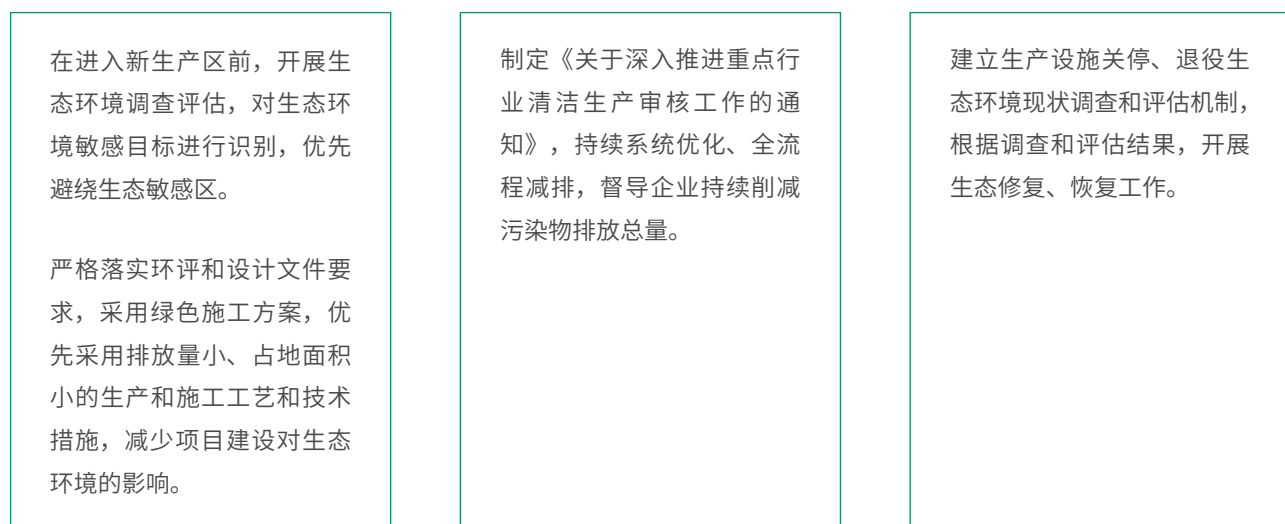 在进入新生产区前，开展生
态环境调查评估，对生态环
境敏感目标进行识别，优先
避绕生态敏感区。
严格落实环评和设计文件要
求，采用绿色施工方案，优
先采用排放量小、占地面积
小的生产和施工工艺和技术
措施，减少项目建设对生态
环境的影响。
制定《关于深入推进重点行
业清洁生产审核工作的通
知》，持续系统优化、全流
程减排，督导企业持续削减
污染物排放总量。
建立生产设施关停、退役生
态环境现状调查和评估机制，
根据调查和评估结果，开展
生态修复、恢复工作。